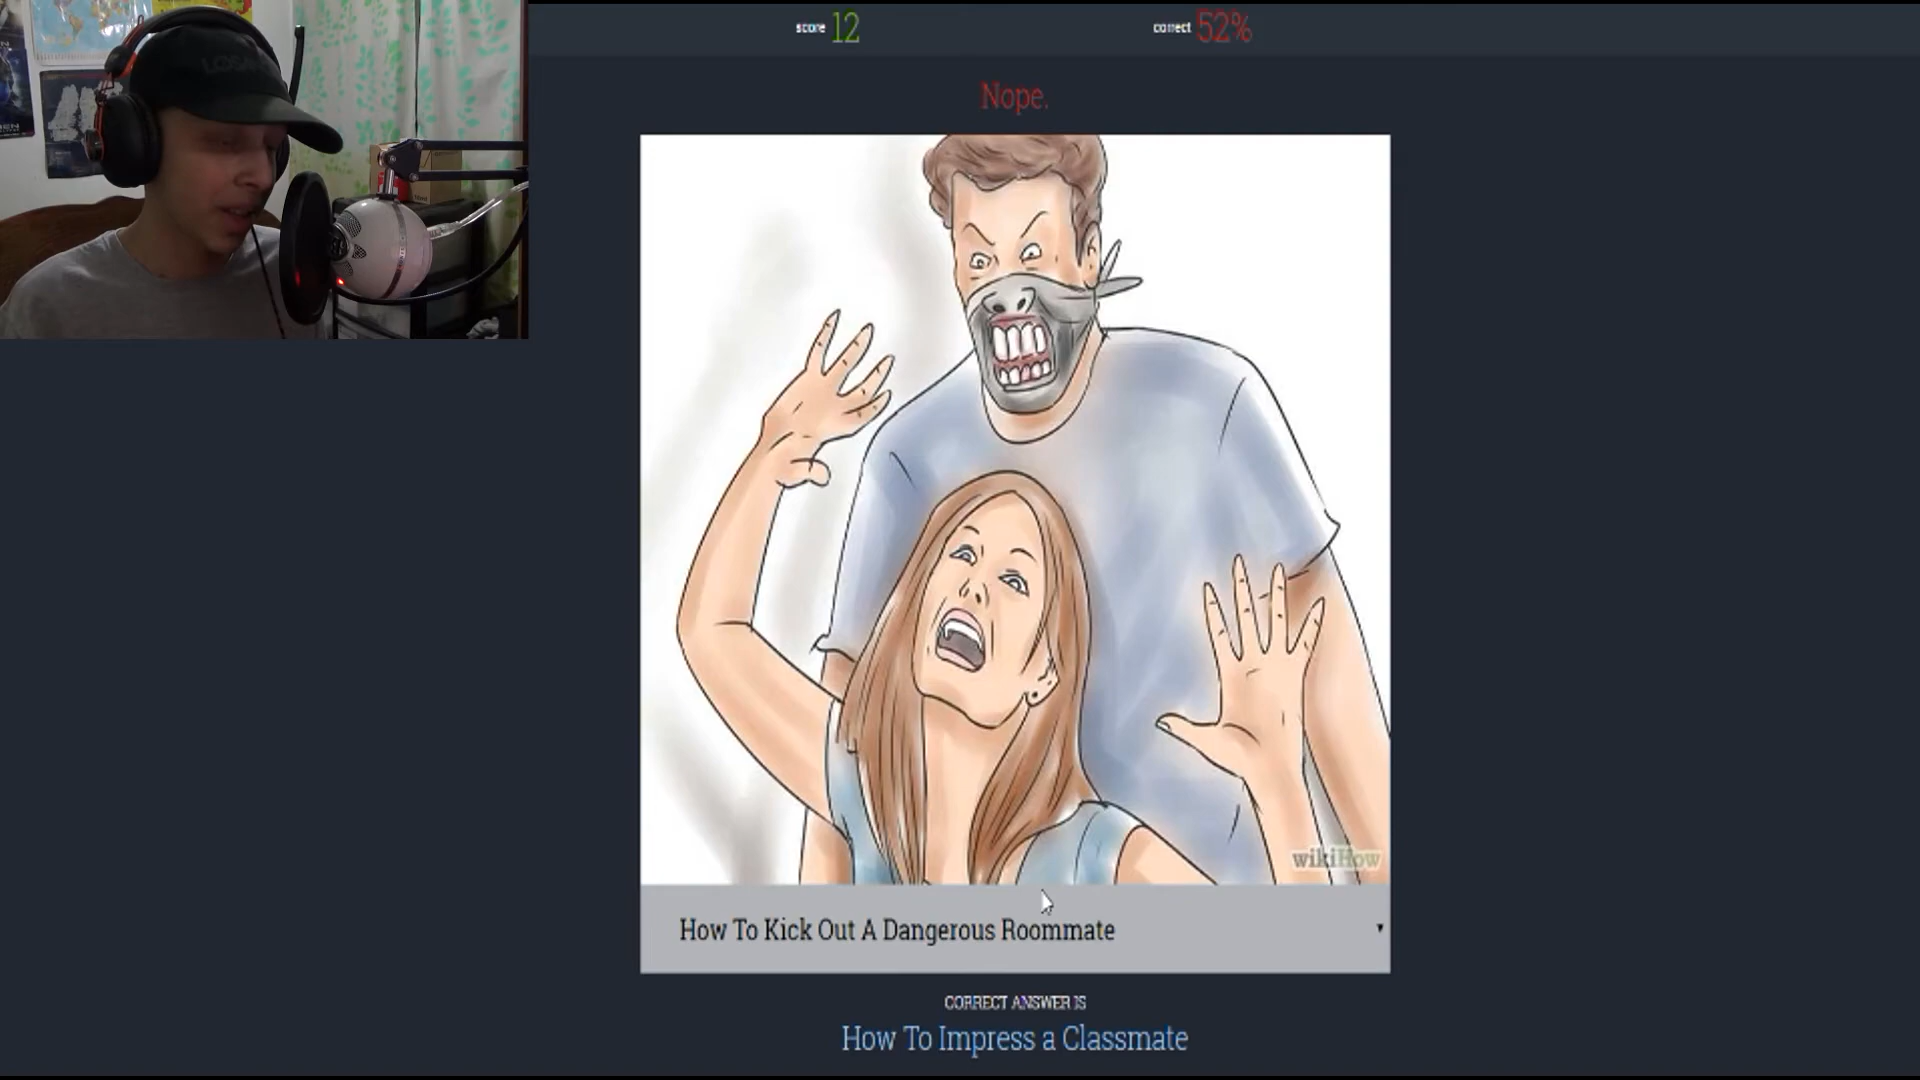 score 12
correct 52%
Nope.
wikiHow
How To Kick Out A Dangerous Roommate
CORRECT ANSWER IS
How To Impress a Classmate